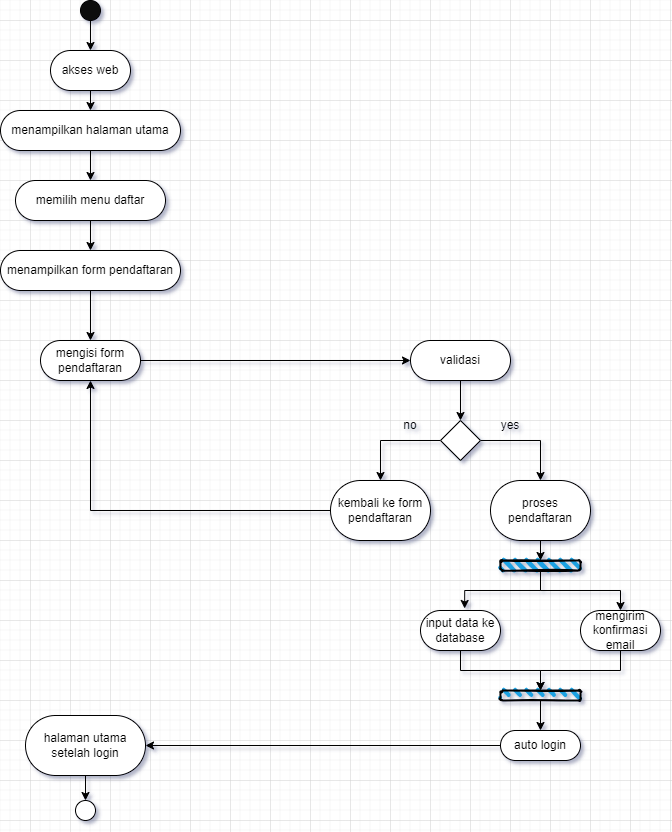 akses web
menampilkan halaman utama
memilih menu daftar
menampilkan form pendaftaran
mengisi form
pendaftaran
validasi
no
yes
kembali ke form
pendaftaran
proses
pendaftaran
input data ke
database
mengirim
konfirmasi
email
auto login
halaman utama
setelah login